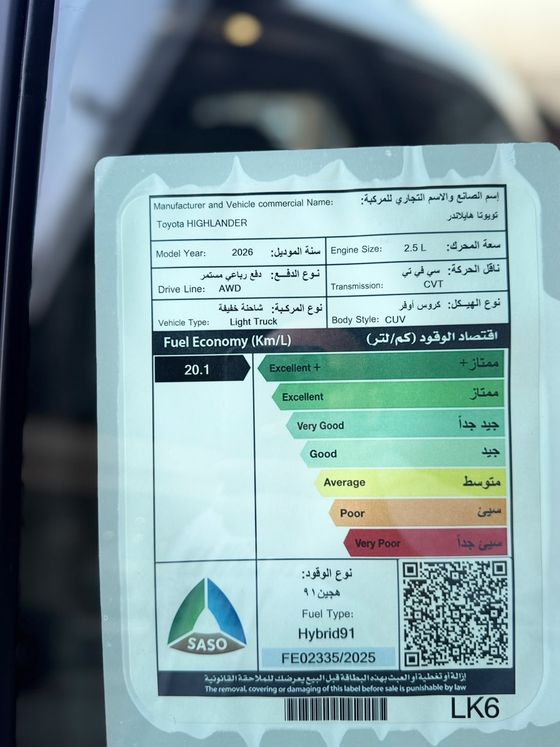 إسم الصانع والاسم التجاري للمركبة:
Manufacturer and Vehicle commercial Name:
تويوتا هايلاندر
Toyota HIGHLANDER
Model Year: 2026 سنة الموديل:
Engine Size: 2.5 L سعة المحرك:
نوع الدفع: دفع رباعي مستمر
Drive Line: AWD
ناقل الحركة: سي في تي
Transmission: CVT
نوع المركبة: شاحنة خفيفة
Vehicle Type: Light Truck
نوع الهيكل: كروس أوفر
Body Style: CUV
Fuel Economy (Km/L) اقتصاد الوقود (كم/لتر)
20.1
Excellent + ممتاز+
Excellent ممتاز
Very Good جيد جداً
Good جيد
Average متوسط
Poor سيئ
Very Poor سيئ جداً
SASO
نوع الوقود:
هجين٩١
Fuel Type:
Hybrid91
FE02335/2025
إزالة أو تغطية أو العبث بهذه البطاقة قبل البيع يعرضك للملاحقة القانونية
The removal, covering or damaging of this label before sale is punishable by law
LK6